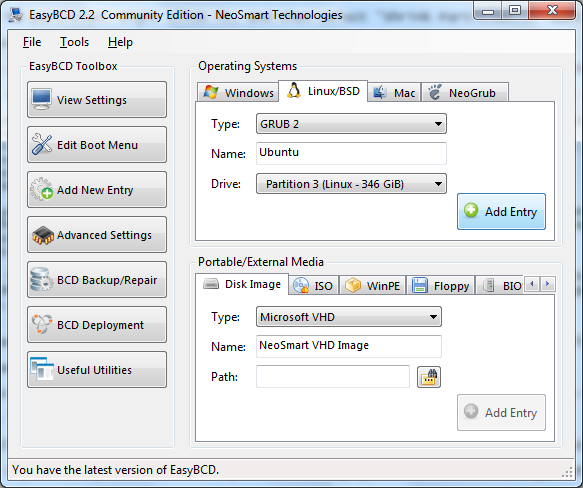 EasyBCD 2.2 Community Edition - NeoSmart Technologies
File Tools Help
EasyBCD Toolbox
View Settings
Edit Boot Menu
Add New Entry
Advanced Settings
BCD Backup/Repair
BCD Deployment
Useful Utilities
Operating Systems
Windows Linux/BSD Mac NeoGrub
Type: GRUB 2
Name: Ubuntu
Drive: Partition 3 (Linux - 346 GiB)
Add Entry
Portable/External Media
Disk Image ISO WinPE Floppy BIO
Type: Microsoft VHD
Name: NeoSmart VHD Image
Path:
Add Entry
You have the latest version of EasyBCD.